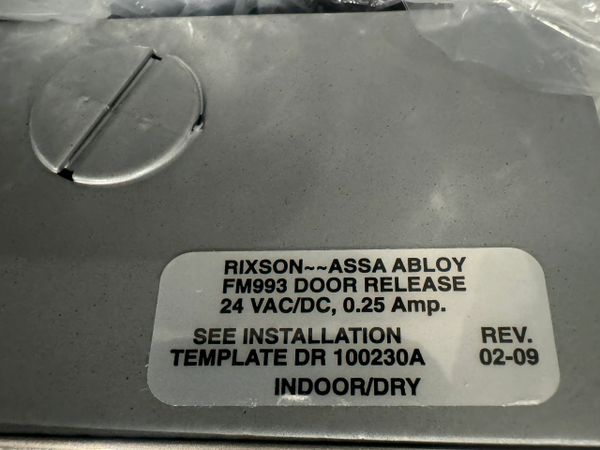 RIXSON~~ASSA ABLOY
FM993 DOOR RELEASE
24 VAC/DC, 0.25 Amp.
SEE INSTALLATION REV.
TEMPLATE DR 100230A 02-09
INDOOR/DRY